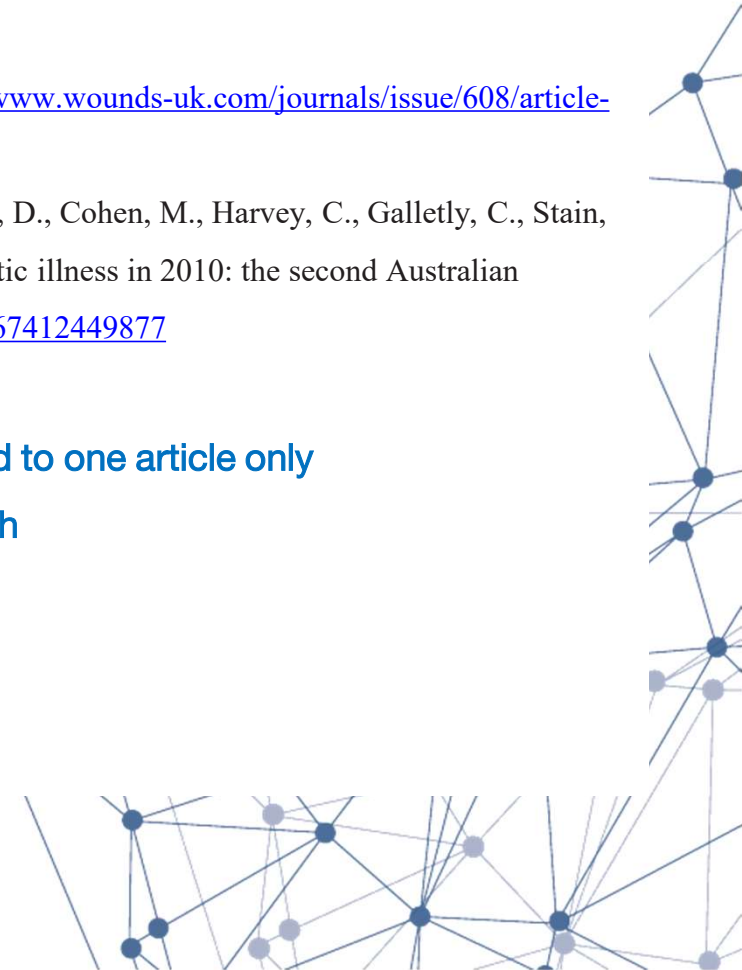 www.wounds-uk.com/journals/issue/608/article-
, D., Cohen, M., Harvey, C., Galletly, C., Stain,
tic illness in 2010: the second Australian
67412449877
d to one article only
h